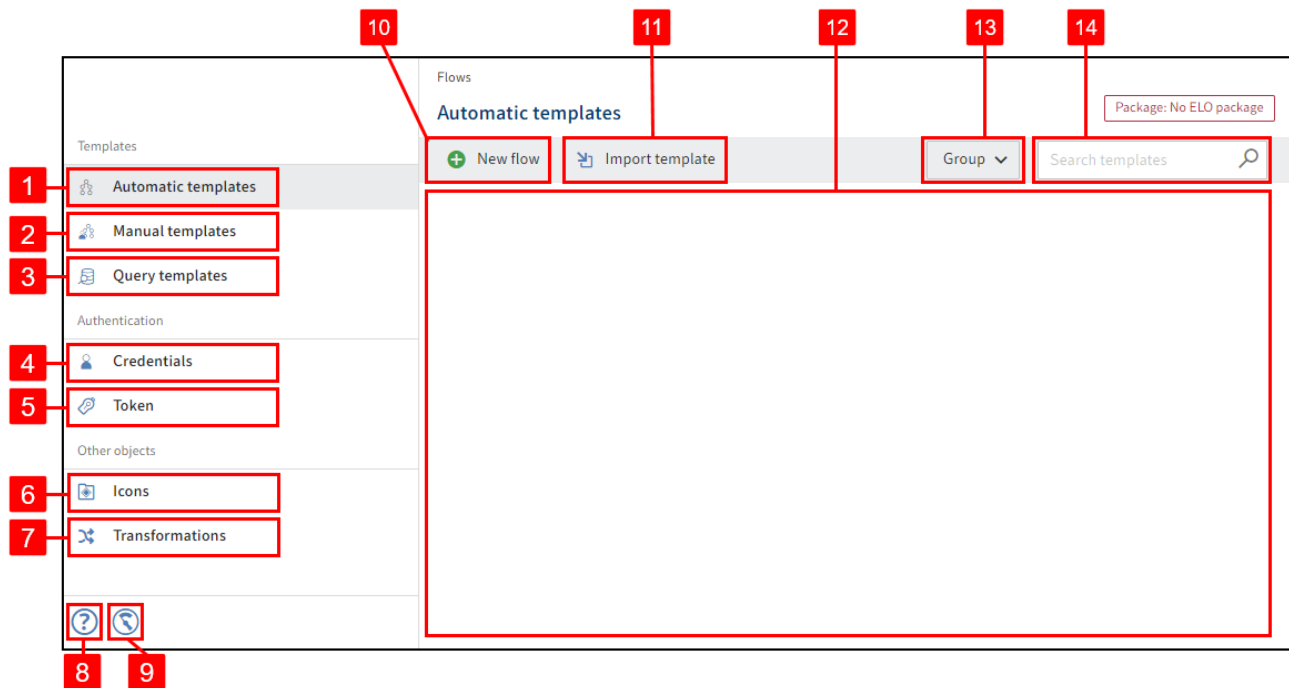 10 11 12 13 14
Flows
Automatic templates
Package: No ELO package
Templates
New flow Import template Group Search templates
1 Automatic templates
2 Manual templates
3 Query templates
Authentication
4 Credentials
5 Token
Other objects
6 Icons
7 Transformations
?
8 9